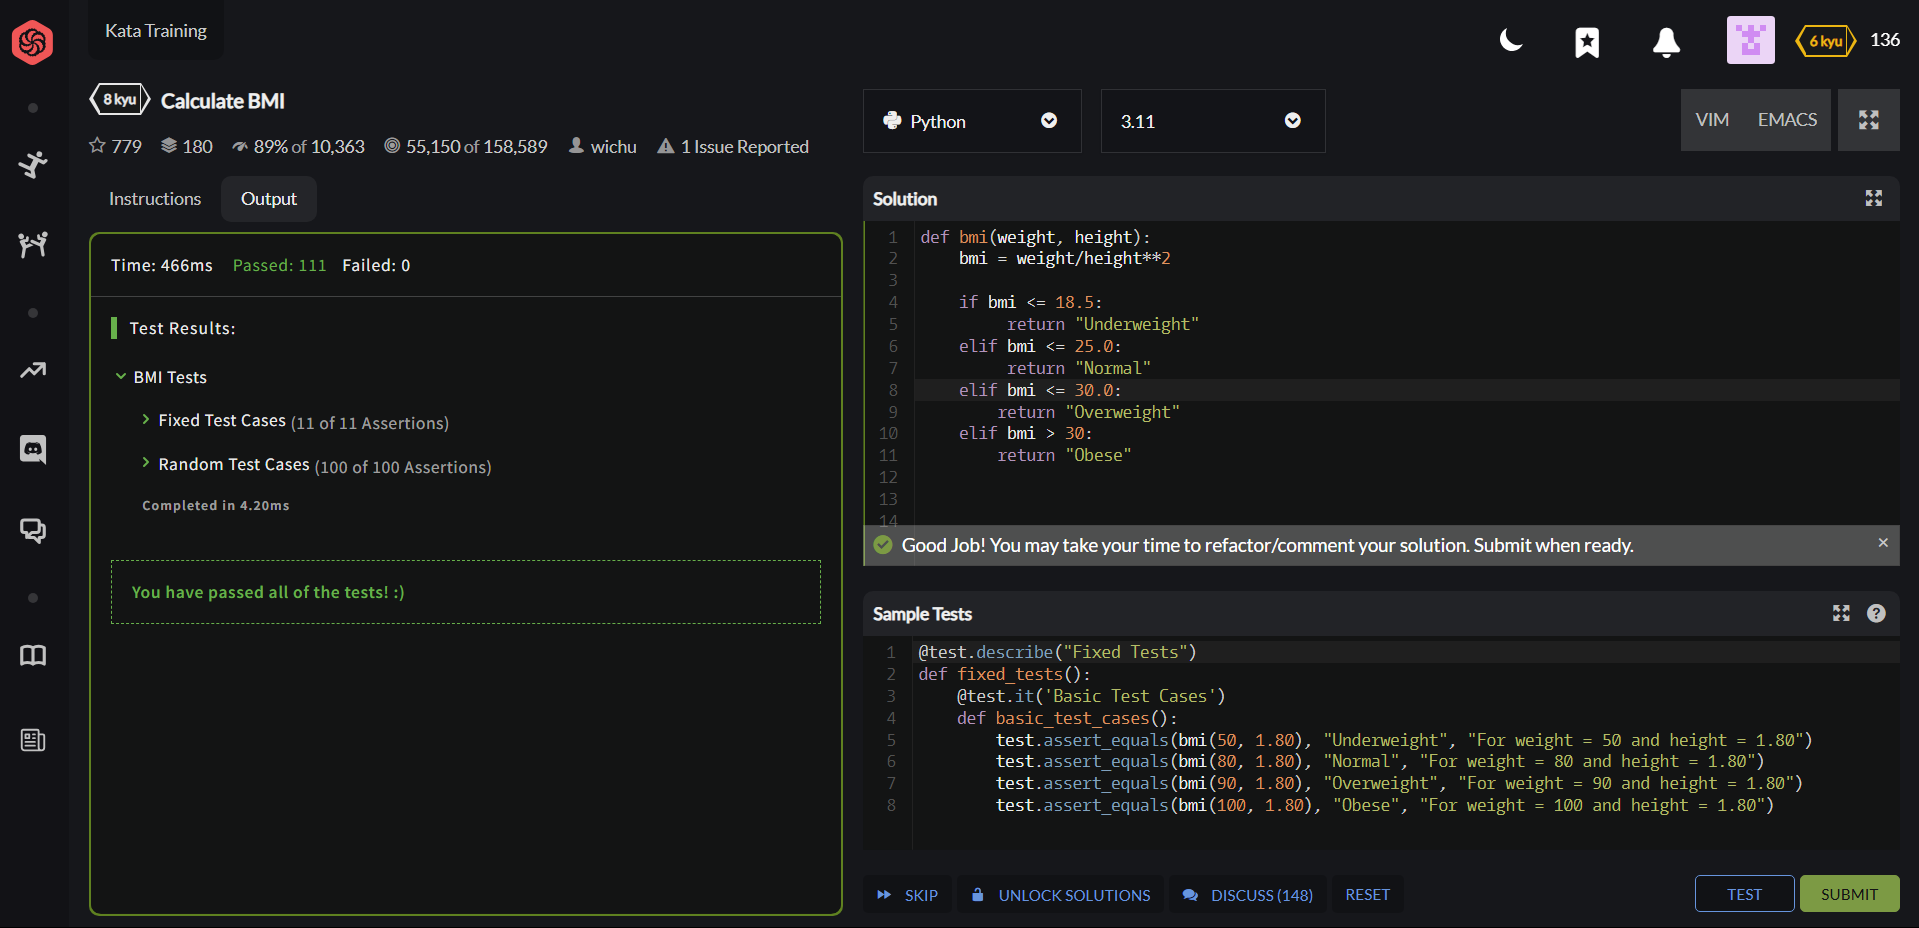 Kata Training
6 kyu 136
8 kyu Calculate BMI
779 180 89% of 10,363 55,150 of 158,589 wichu 1 Issue Reported
Instructions Output
Time: 466ms Passed: 111 Failed: 0
Test Results:
BMI Tests
Fixed Test Cases (11 of 11 Assertions)
Random Test Cases (100 of 100 Assertions)
Completed in 4.20ms
You have passed all of the tests! :)
Python 3.11 VIM EMACS
Solution
1 def bmi(weight, height):
2     bmi = weight/height**2
3
4     if bmi <= 18.5:
5          return "Underweight"
6     elif bmi <= 25.0:
7          return "Normal"
8     elif bmi <= 30.0:
9         return "Overweight"
10     elif bmi > 30:
11         return "Obese"
12
13
14
Good Job! You may take your time to refactor/comment your solution. Submit when ready. ×
Sample Tests ?
1 @test.describe("Fixed Tests")
2 def fixed_tests():
3     @test.it('Basic Test Cases')
4     def basic_test_cases():
5         test.assert_equals(bmi(50, 1.80), "Underweight", "For weight = 50 and height = 1.80")
6         test.assert_equals(bmi(80, 1.80), "Normal", "For weight = 80 and height = 1.80")
7         test.assert_equals(bmi(90, 1.80), "Overweight", "For weight = 90 and height = 1.80")
8         test.assert_equals(bmi(100, 1.80), "Obese", "For weight = 100 and height = 1.80")
SKIP UNLOCK SOLUTIONS DISCUSS (148) RESET TEST SUBMIT